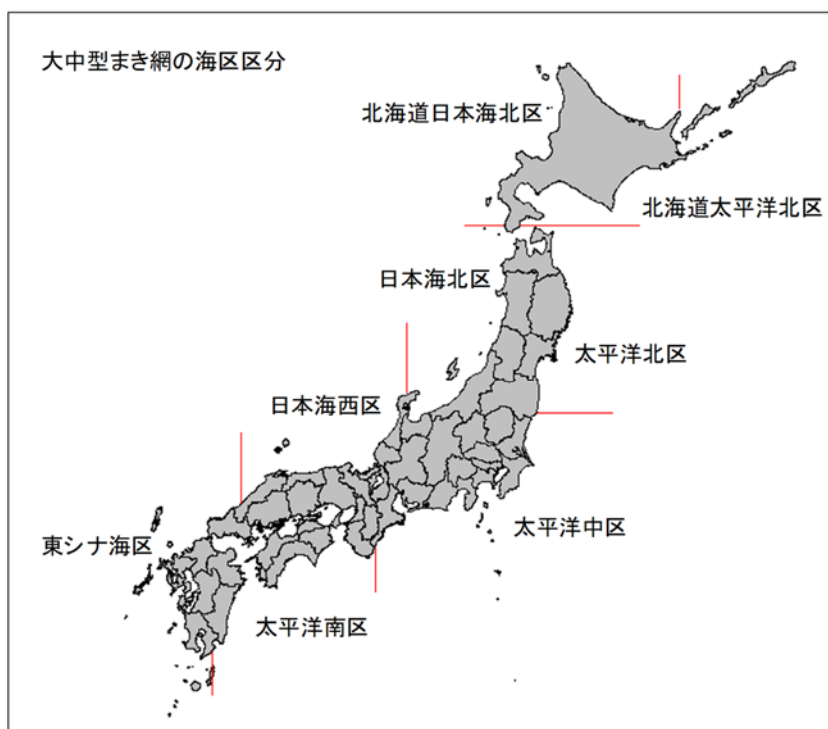 大中型まき網の海区区分
北海道日本海北区
北海道太平洋北区
日本海北区
太平洋北区
日本海西区
太平洋中区
東シナ海区
太平洋南区